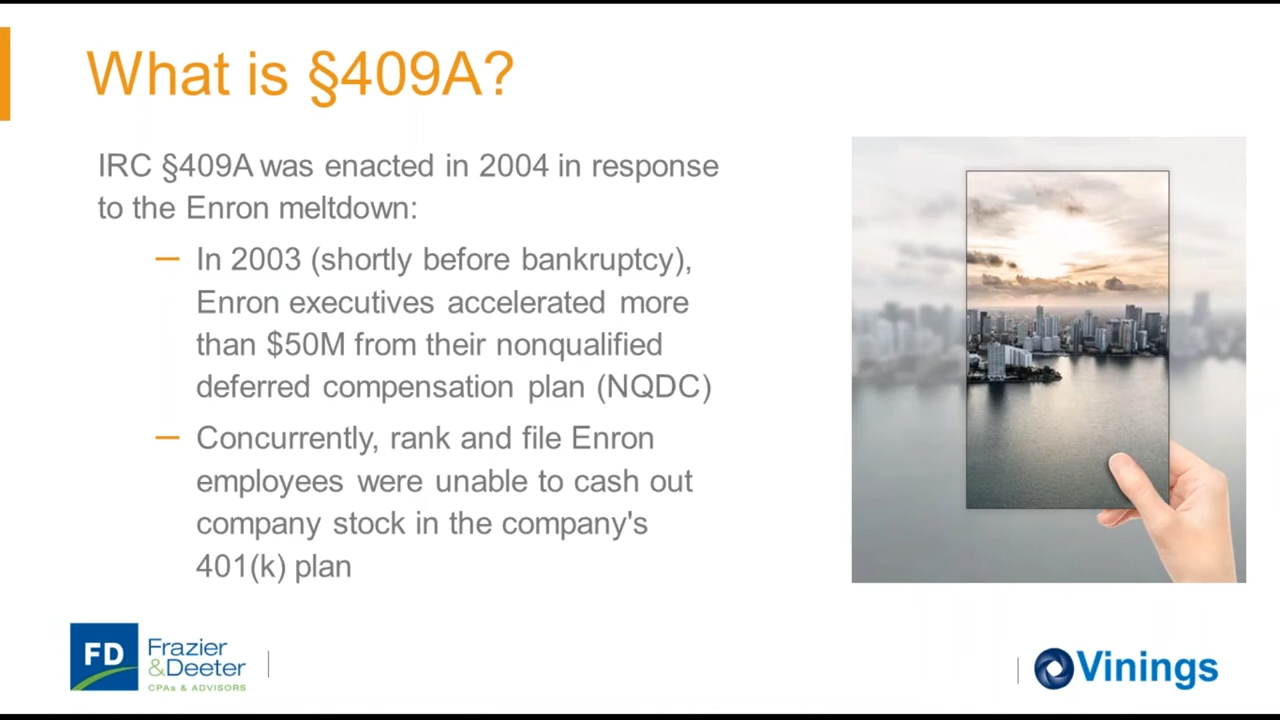 What is §409A?
IRC §409A was enacted in 2004 in response
to the Enron meltdown:
– In 2003 (shortly before bankruptcy),
Enron executives accelerated more
than $50M from their nonqualified
deferred compensation plan (NQDC)
– Concurrently, rank and file Enron
employees were unable to cash out
company stock in the company's
401(k) plan
FD
Frazier
&Deeter
CPAs & ADVISORS
Vinings